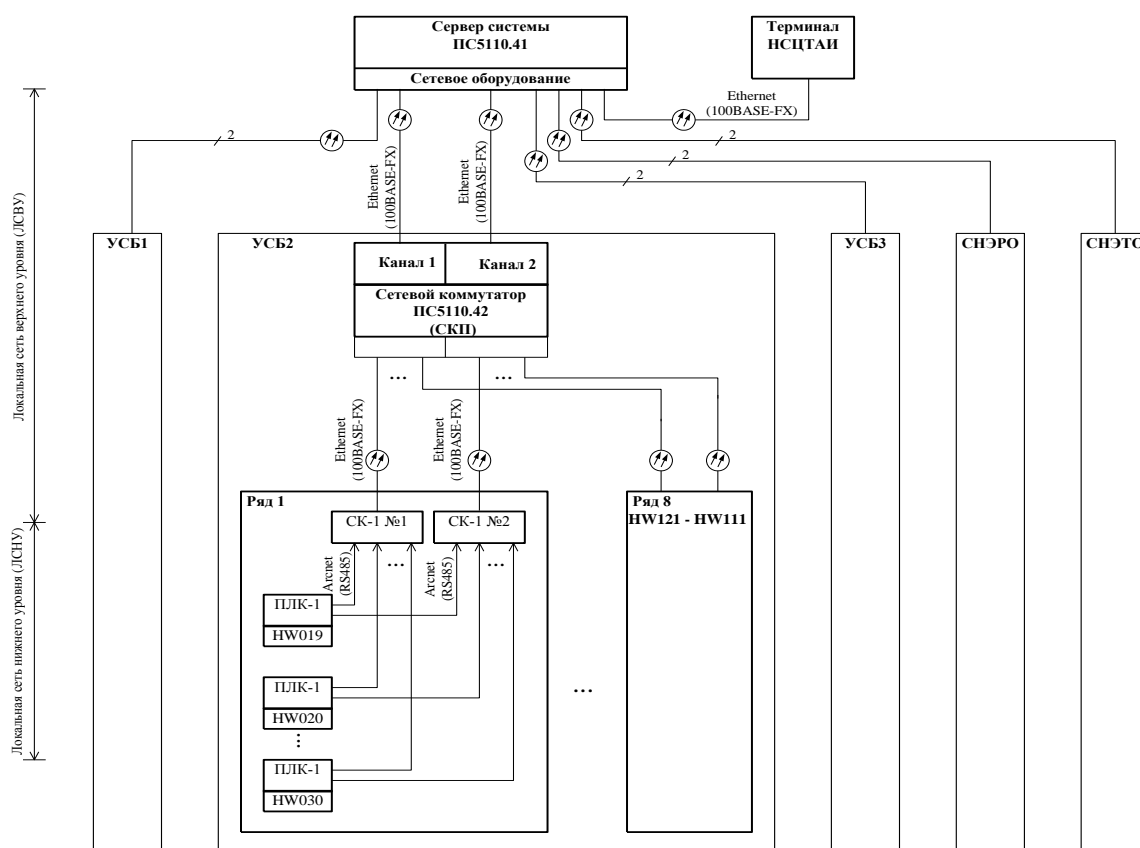 Сервер системы
ПС5110.41
Сетевое оборудование
Терминал
НСЦТАИ
Ethernet
(100BASE-FX)
2
2
2
2
Ethernet
(100BASE-FX)
Ethernet
(100BASE-FX)
Локальная сеть верхнего уровня (ЛСВУ)
УСБ1
УСБ2
УСБ3
СНЭРО
СНЭТО
Канал 1
Канал 2
Сетевой коммутатор
ПС5110.42
(СКП)
...
...
Ethernet
(100BASE-FX)
Ethernet
(100BASE-FX)
Ряд 1
Ряд 8
HW121 - HW111
СК-1 №1
СК-1 №2
...
...
Arcnet
(RS485)
Arcnet
(RS485)
Локальная сеть нижнего уровня (ЛСНУ)
ПЛК-1
HW019
ПЛК-1
HW020
...
...
ПЛК-1
HW030